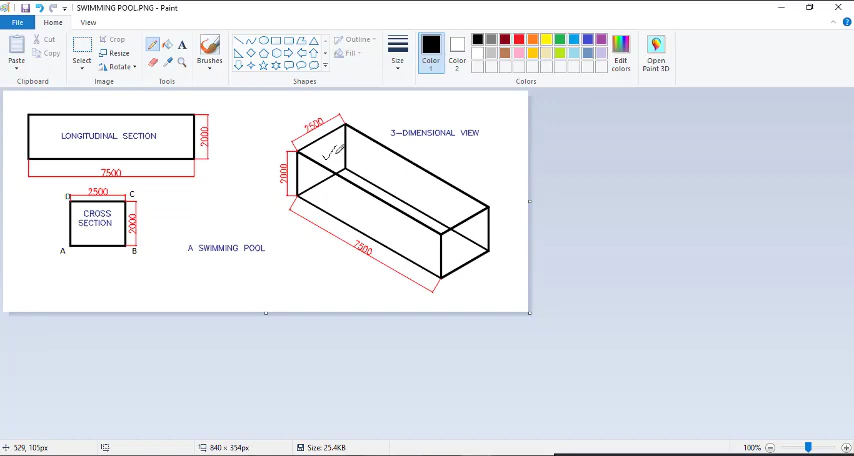 SWIMMING POOL.PNG - Paint
File
Home
View
Paste
Cut
Copy
Clipboard
Select
Crop
Resize
Rotate
Image
Tools
Brushes
Outline
Fill
Shapes
Size
Color 1
Color 2
Edit colors
Colors
Open Paint 3D
LONGITUDINAL SECTION
2000
7500
D
2500
C
CROSS
SECTION
2000
A
B
A SWIMMING POOL
2500
3-DIMENSIONAL VIEW
2000
7500
529, 105px
840 × 354px
Size: 25.4KB
100%